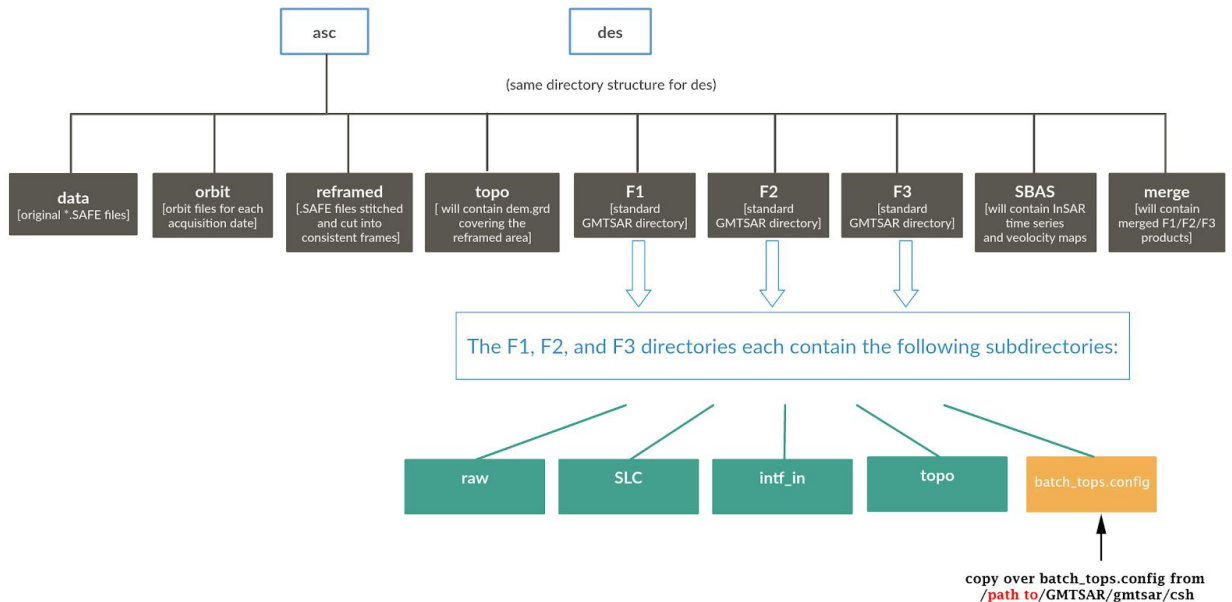 asc
des
(same directory structure for des)
data
[original *.SAFE files]
orbit
[orbit files for each
acquisition date]
reframed
[.SAFE files stitched
and cut into
consistent frames]
topo
[ will contain dem.grd
covering the
reframed area]
F1
[standard
GMTSAR directory]
F2
[standard
GMTSAR directory]
F3
[standard
GMTSAR directory]
SBAS
[will contain InSAR
time series
and veolocity maps
merge
[will contain
merged F1/F2/F3
products]
The F1, F2, and F3 directories each contain the following subdirectories:
raw
SLC
intf_in
topo
batch_tops.config
copy over batch_tops.config from
/path to/GMTSAR/gmtsar/csh